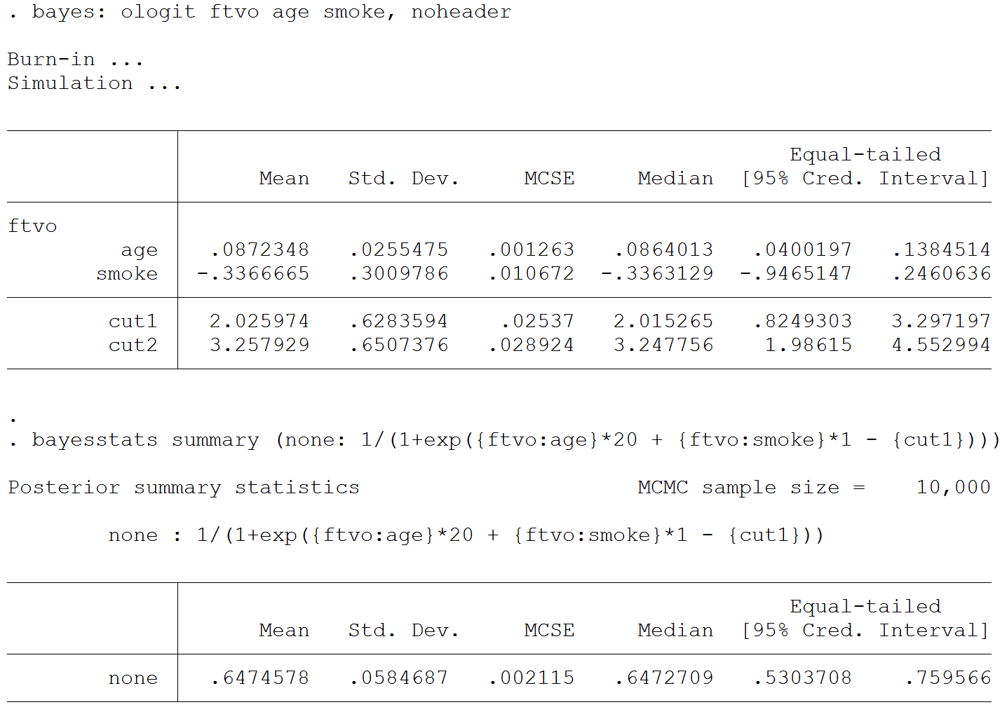 . bayes: ologit ftvo age smoke, noheader
Burn-in ...
Simulation ...
Equal-tailed
Mean   Std. Dev.     MCSE     Median  [95% Cred. Interval]
ftvo
age   .0872348   .0255475   .001263   .0864013   .0400197   .1384514
smoke  -.3366665   .3009786   .010672  -.3363129  -.9465147   .2460636
cut1   2.025974   .6283594    .02537   2.015265   .8249303   3.297197
cut2   3.257929   .6507376   .028924   3.247756    1.98615   4.552994
.
. bayesstats summary (none: 1/(1+exp({ftvo:age}*20 + {ftvo:smoke}*1 - {cut1})))
Posterior summary statistics                      MCMC sample size =    10,000
none : 1/(1+exp({ftvo:age}*20 + {ftvo:smoke}*1 - {cut1}))
Equal-tailed
Mean   Std. Dev.     MCSE     Median  [95% Cred. Interval]
none   .6474578   .0584687   .002115   .6472709   .5303708    .759566